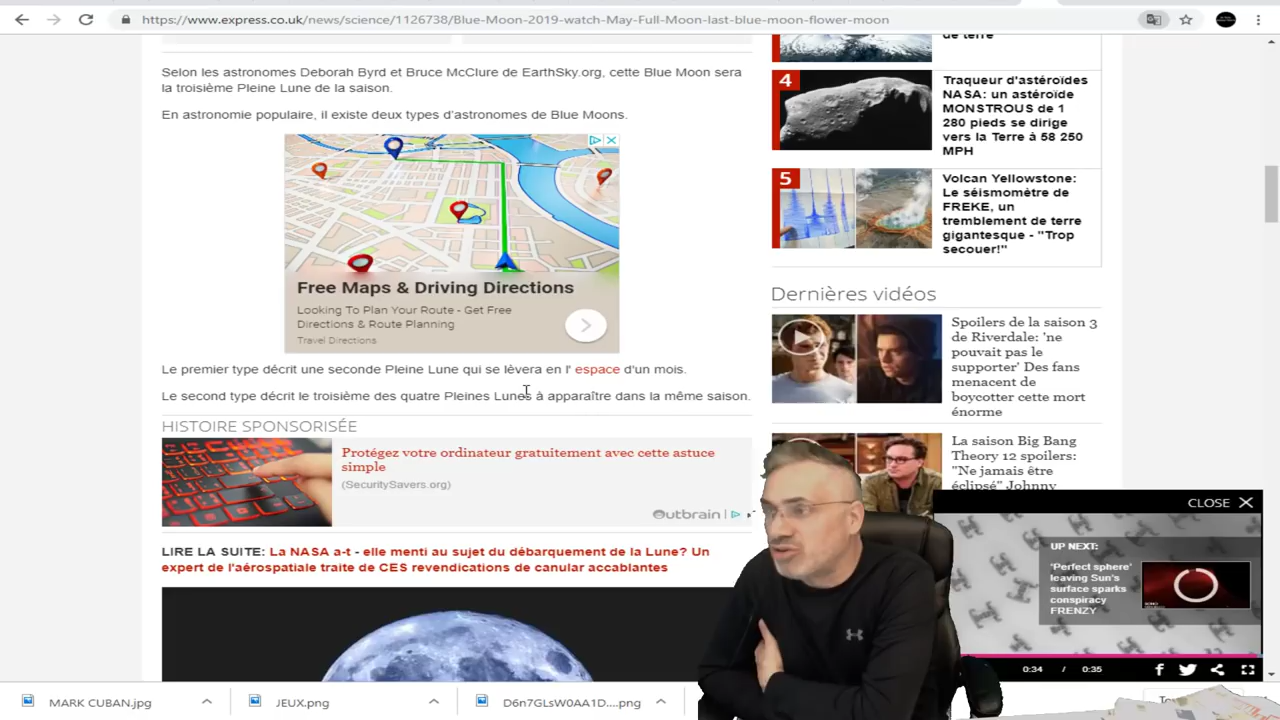 https://www.express.co.uk/news/science/1126738/Blue-Moon-2019-watch-May-Full-Moon-last-blue-moon-flower-moon
Selon les astronomes Deborah Byrd et Bruce McClure de EarthSky.org, cette Blue Moon sera
la troisième Pleine Lune de la saison.
En astronomie populaire, il existe deux types d'astronomes de Blue Moons.
Free Maps & Driving Directions
Looking To Plan Your Route - Get Free
Directions & Route Planning
Travel Directions
Le premier type décrit une seconde Pleine Lune qui se lèvera en l' espace d'un mois.
Le second type décrit le troisième des quatre Pleines Lunes à apparaître dans la même saison.
HISTOIRE SPONSORISÉE
Protégez votre ordinateur gratuitement avec cette astuce
simple
(SecuritySavers.org)
Outbrain
LIRE LA SUITE: La NASA a-t - elle menti au sujet du débarquement de la Lune? Un
expert de l'aérospatiale traite de CES revendications de canular accablantes
de terre
4
Traqueur d'astéroïdes
NASA: un astéroïde
MONSTROUS de 1
280 pieds se dirige
vers la Terre à 58 250
MPH
5
Volcan Yellowstone:
Le séismomètre de
FREKE, un
tremblement de terre
gigantesque - "Trop
secouer!"
Dernières vidéos
Spoilers de la saison 3
de Riverdale: 'ne
pouvait pas le
supporter' Des fans
menacent de
boycotter cette mort
énorme
La saison Big Bang
Theory 12 spoilers:
"Ne jamais être
éclipsé" Johnny
CLOSE
UP NEXT:
'Perfect sphere'
leaving Sun's
surface sparks
conspiracy
FRENZY
0:34 / 0:35
MARK CUBAN.jpg
JEUX.png
D6n7GLsW0AA1D....png